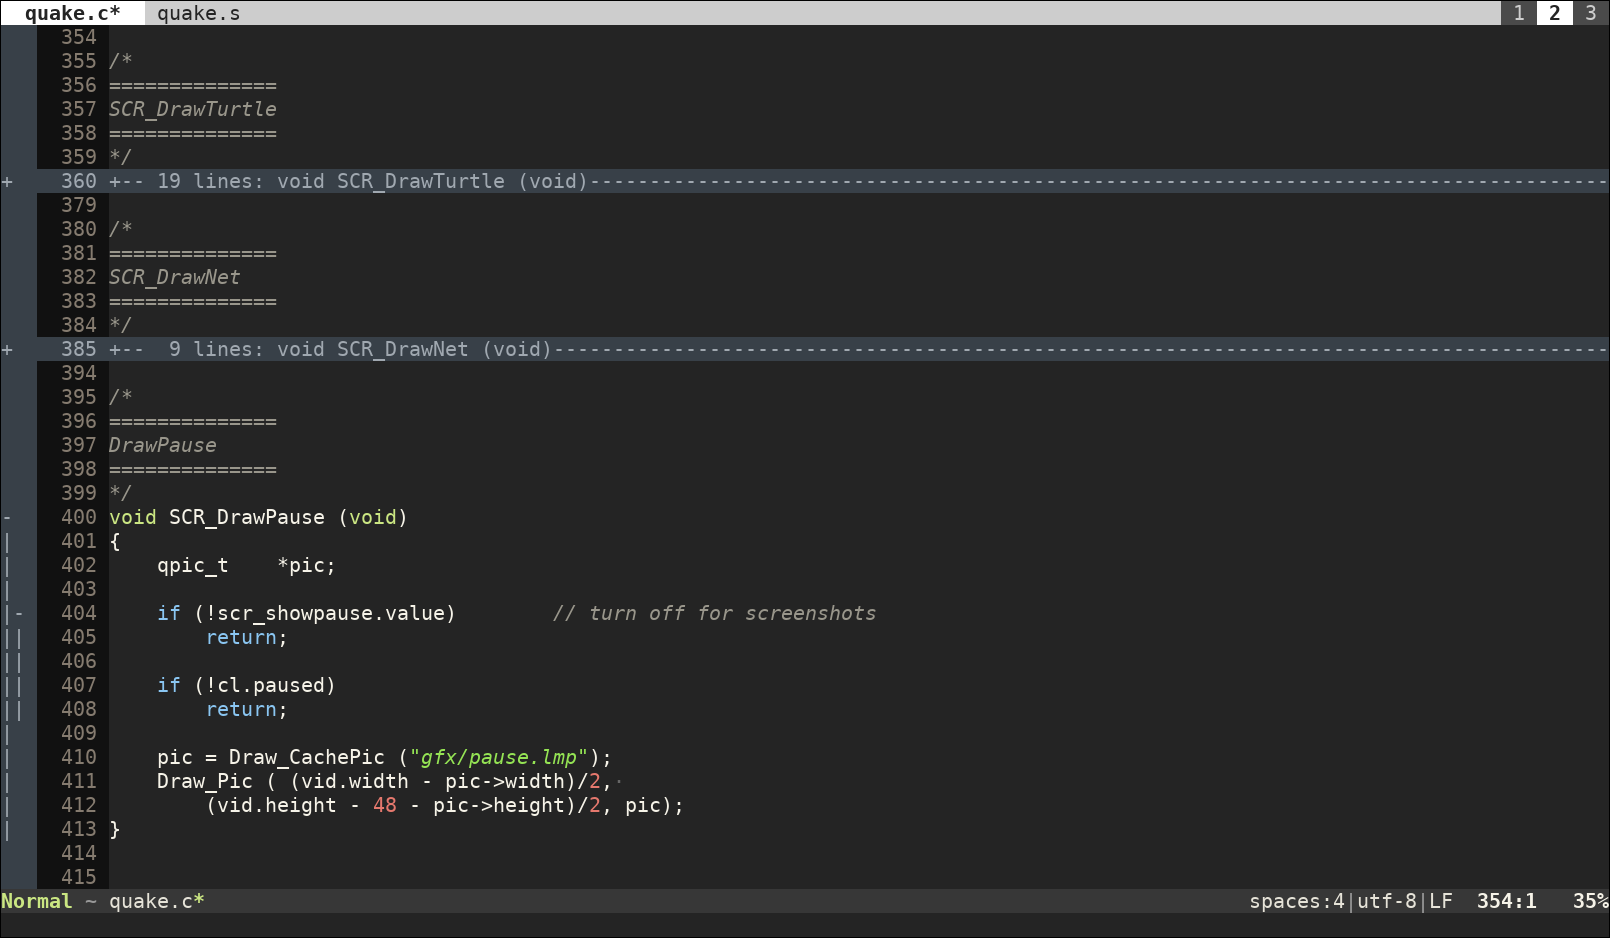 quake.c* quake.s 1 2 3
354
355 /*
356 ==============
357 SCR_DrawTurtle
358 ==============
359 */
+ 360 +-- 19 lines: void SCR_DrawTurtle (void)-------------------------------------------------------------------------------------
379
380 /*
381 ==============
382 SCR_DrawNet
383 ==============
384 */
+ 385 +--  9 lines: void SCR_DrawNet (void)----------------------------------------------------------------------------------------
394
395 /*
396 ==============
397 DrawPause
398 ==============
399 */
- 400 void SCR_DrawPause (void)
| 401 {
| 402     qpic_t    *pic;
| 403
|- 404     if (!scr_showpause.value)        // turn off for screenshots
|| 405         return;
|| 406
|| 407     if (!cl.paused)
|| 408         return;
| 409
| 410     pic = Draw_CachePic ("gfx/pause.lmp");
| 411     Draw_Pic ( (vid.width - pic->width)/2,·
| 412         (vid.height - 48 - pic->height)/2, pic);
| 413 }
414
415
Normal ~ quake.c* spaces:4|utf-8|LF 354:1 35%